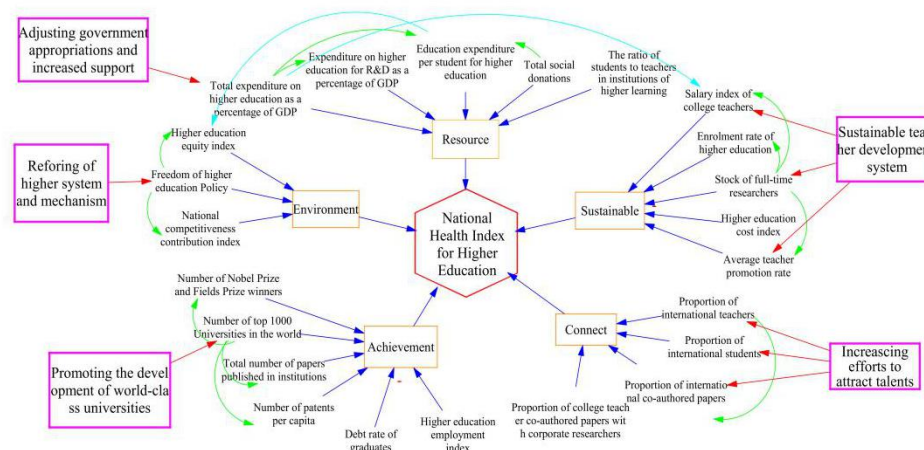 Adjusting government
appropriations and
increased support
Total expenditure on
higher education as a
percentage of GDP
Expenditure on higher
education for R&D as a
percentage of GDP
Education expenditure
per student for higher
education
Total social
donations
The ratio of
students to teachers
in institutions of
higher learning
Resource
Reforing of
higher system
and mechanism
Higher education
equity index
Freedom of higher
education Policy
National
competitiveness
contribution index
Environment
National
Health Index
for Higher
Education
Salary index of
college teachers
Enrolment rate of
higher education
Stock of full-time
researchers
Higher education
cost index
Average teacher
promotion rate
Sustainable
Sustainable teac
her development
system
Promoting the devel
opment of world-cla
ss universities
Number of Nobel Prize
and Fields Prize winners
Number of top 1000
Universities in the world
Total number of papers
published in institutions
Number of patents
per capita
Debt rate of
graduates
-
Higher education
employment
index
Achievement
Connect
Proportion of
international teachers
Proportion of
international students
Proportion of internatio
nal co-authored papers
Proportion of college teach
er co-authored papers wit
h corporate researchers
Increascing
efforts to
attract talents